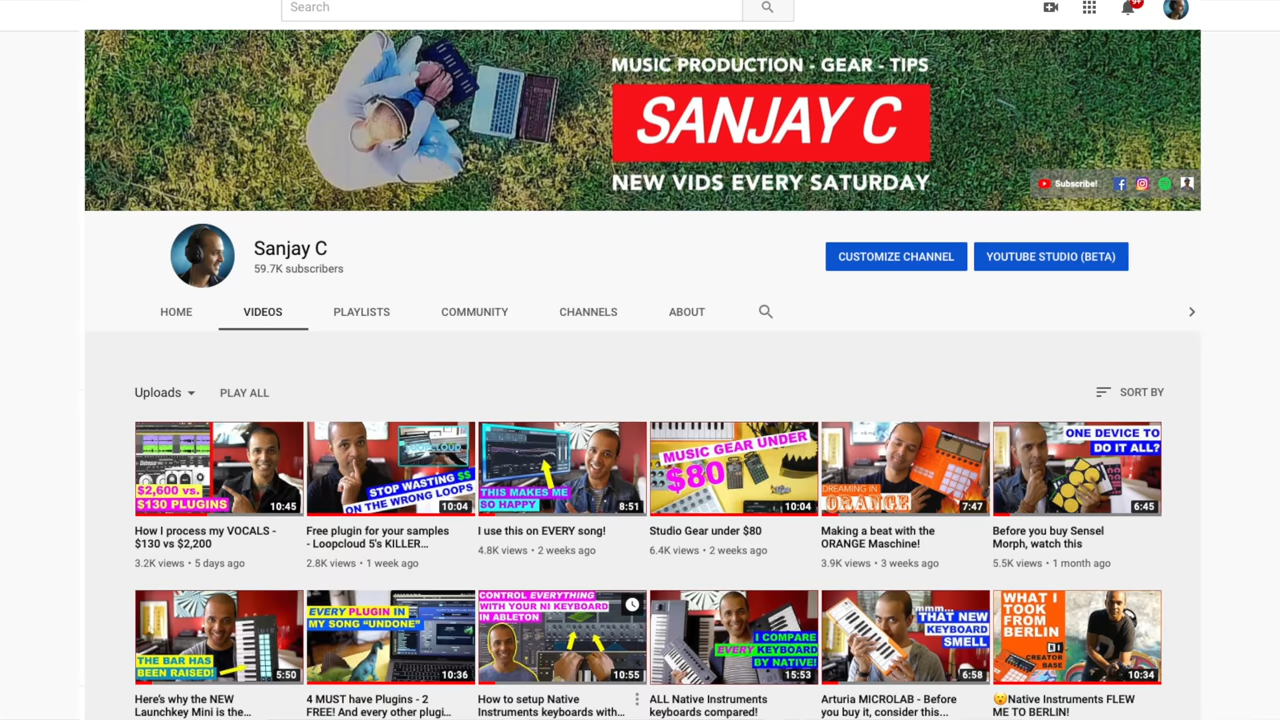 Search
9+
MUSIC PRODUCTION - GEAR - TIPS
SANJAY C
NEW VIDS EVERY SATURDAY
Subscribe!
Sanjay C
59.7K subscribers
CUSTOMIZE CHANNEL
YOUTUBE STUDIO (BETA)
HOME VIDEOS PLAYLISTS COMMUNITY CHANNELS ABOUT
Uploads PLAY ALL SORT BY
$2,600 vs.
$130 PLUGINS
10:45
How I process my VOCALS -
$130 vs $2,200
3.2K views • 5 days ago
STOP WASTING $$
ON THE WRONG LOOPS
10:04
Free plugin for your samples
- Loopcloud 5's KILLER...
2.8K views • 1 week ago
THIS MAKES ME
SO HAPPY
8:51
I use this on EVERY song!
4.8K views • 2 weeks ago
MUSIC GEAR UNDER
$80
10:04
Studio Gear under $80
6.4K views • 2 weeks ago
DREAMING IN
ORANGE
7:47
Making a beat with the
ORANGE Maschine!
3.9K views • 3 weeks ago
ONE DEVICE TO
DO IT ALL?
6:45
Before you buy Sensel
Morph, watch this
5.5K views • 1 month ago
THE BAR HAS
BEEN RAISED!
5:50
Here's why the NEW
Launchkey Mini is the...
EVERY PLUGIN IN
MY SONG "UNDONE"
10:36
4 MUST have Plugins - 2
FREE! And every other plugi...
CONTROL EVERYTHING
WITH YOUR NI KEYBOARD
IN ABLETON
10:55
How to setup Native
Instruments keyboards with...
I COMPARE
EVERY KEYBOARD
BY NATIVE!
15:53
ALL Native Instruments
keyboards compared!
mmm...
THAT NEW
KEYBOARD
SMELL
6:58
Arturia MICROLAB - Before
you buy it, consider this...
WHAT I
TOOK
FROM
BERLIN
CREATOR
BASE
10:34
😯Native Instruments FLEW
ME TO BERLIN!